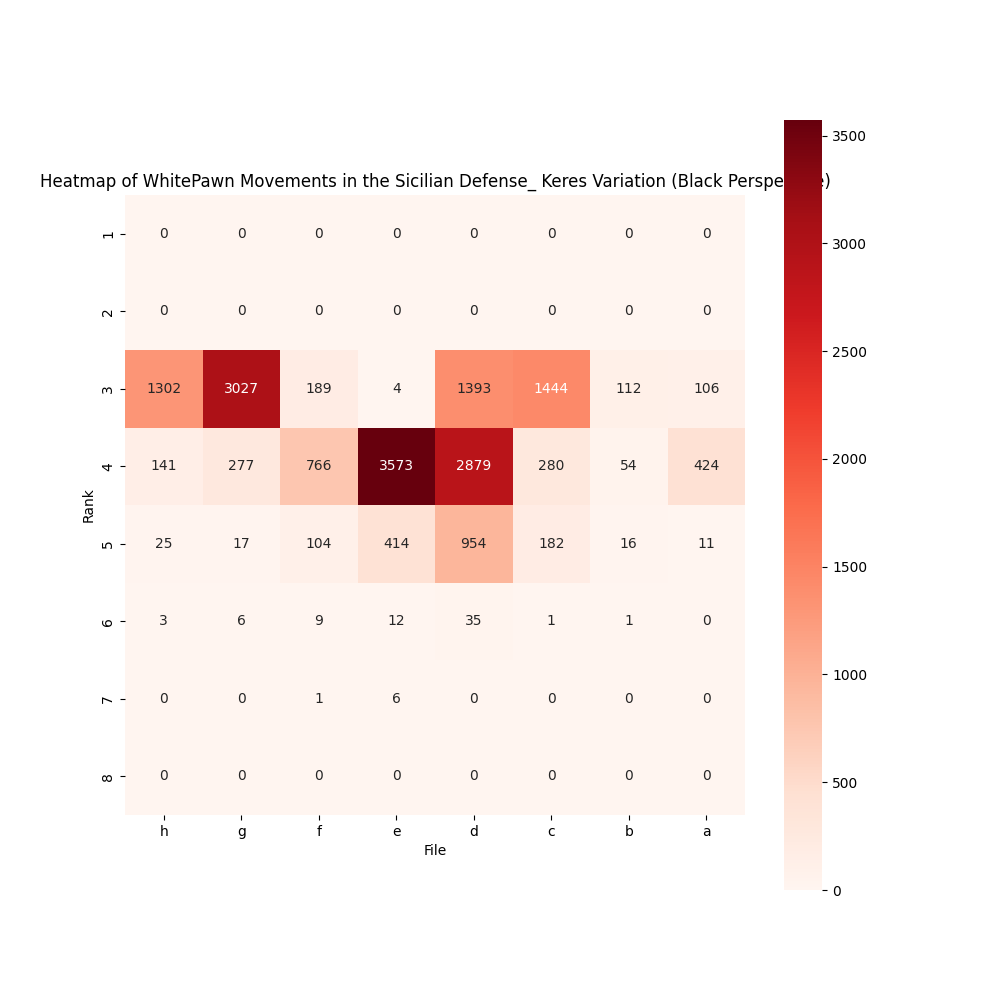 Heatmap of WhitePawn Movements in the Sicilian Defense_ Keres Variation (Black Perspe e)
1 0 0 0 0 0 0 0 0
2 0 0 0 0 0 0 0 0
3 1302 3027 189 4 1393 1444 112 106
4 141 277 766 3573 2879 280 54 424
5 25 17 104 414 954 182 16 11
6 3 6 9 12 35 1 1 0
7 0 0 1 6 0 0 0 0
8 0 0 0 0 0 0 0 0
h g f e d c b a
File
Rank
3500
3000
2500
2000
1500
1000
500
0